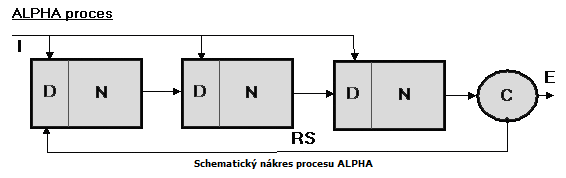 ALPHA proces
I
D N D N D N C E
RS
Schematický nákres procesu ALPHA